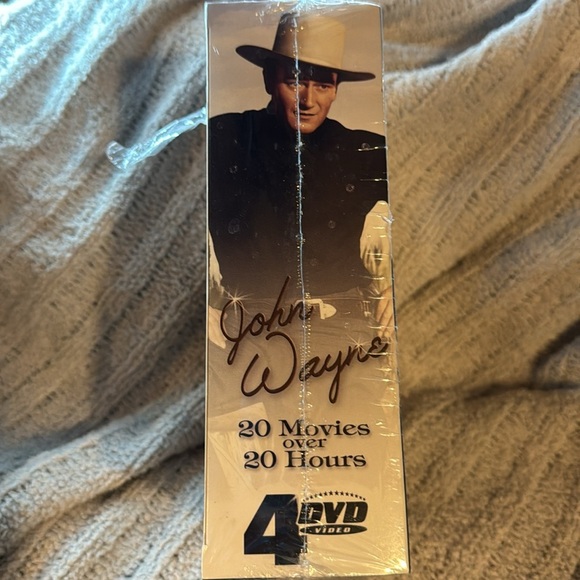 John
Wayne
20 Movies
over
20 Hours
4 DVD
VIDEO